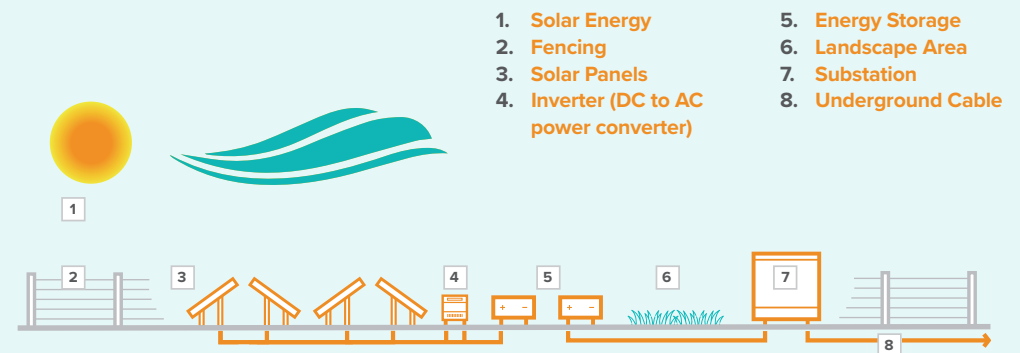 1. Solar Energy
2. Fencing
3. Solar Panels
4. Inverter (DC to AC
power converter)
5. Energy Storage
6. Landscape Area
7. Substation
8. Underground Cable
1
2
3
4
5
6
7
+ −
+ −
8